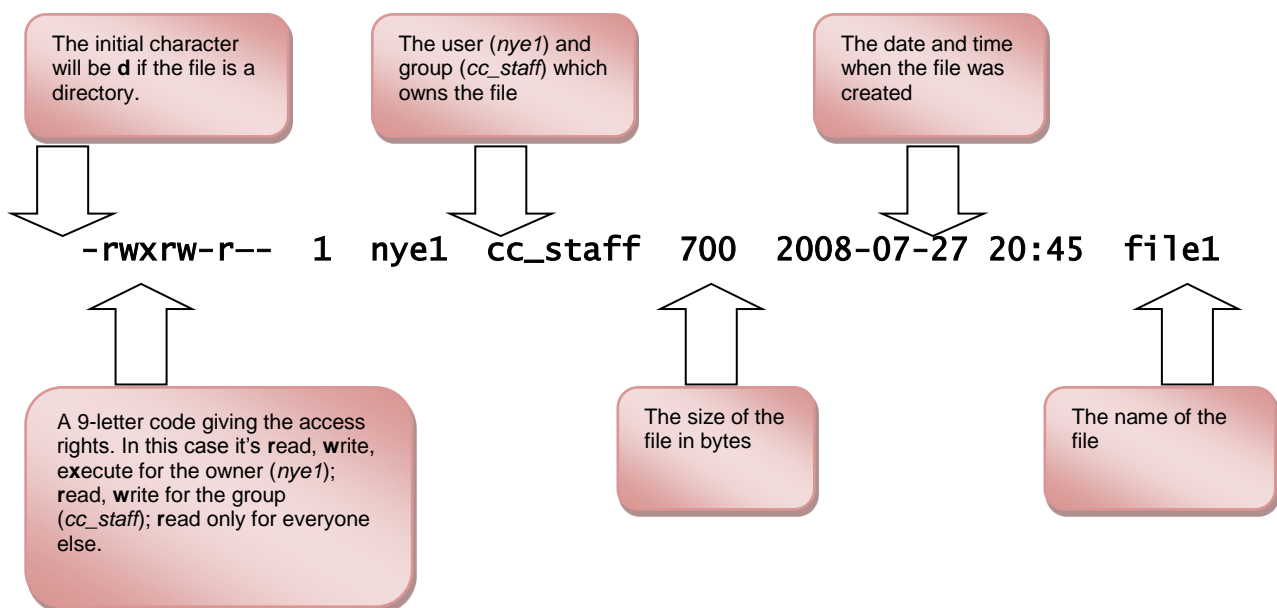 The initial character
will be d if the file is a
directory.
The user (nye1) and
group (cc_staff) which
owns the file
The date and time
when the file was
created
-rwxrw-r-- 1 nye1 cc_staff 700 2008-07-27 20:45 file1
A 9-letter code giving the access
rights. In this case it's read, write,
execute for the owner (nye1);
read, write for the group
(cc_staff); read only for everyone
else.
The size of the
file in bytes
The name of the
file